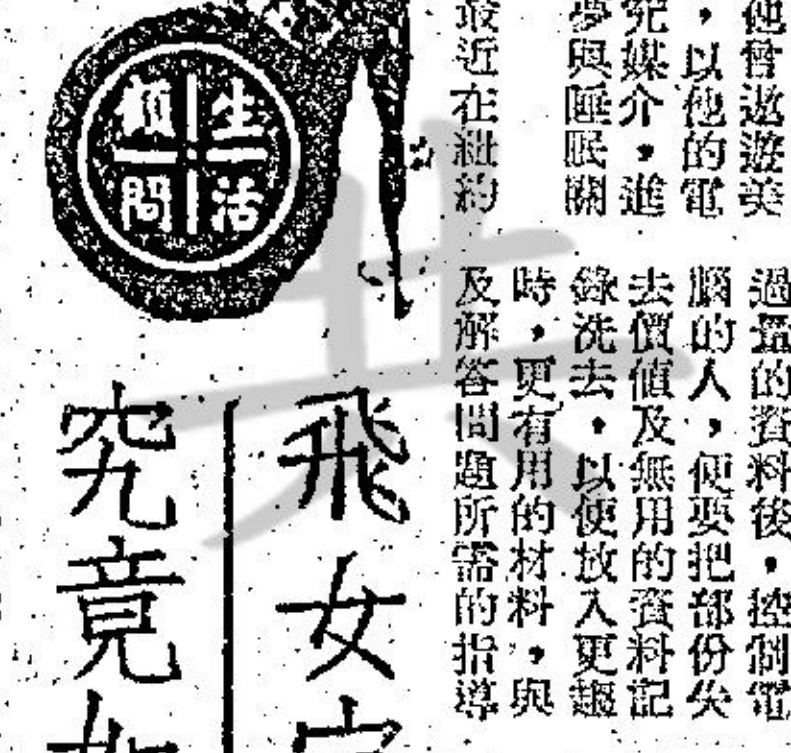 他曾遨遊美
，以他的電
究媒介，進
夢與睡眠關
最近在紐約
過量的資料後，控制電
腦的人，便要把部份失
去價值及無用的資料記
錄洗去，以便放入更趨
時，更有用的材料，與
及解答問題所需的指導
生活
顧問
飛女
究竟